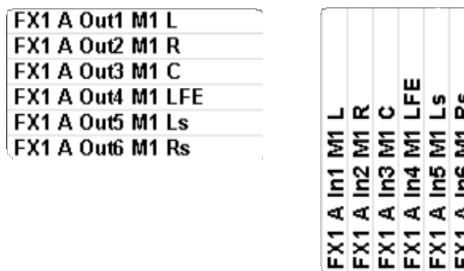 FX1 A Out1 M1 L
FX1 A Out2 M1 R
FX1 A Out3 M1 C
FX1 A Out4 M1 LFE
FX1 A Out5 M1 Ls
FX1 A Out6 M1 Rs
FX1 A In1 M1 L
FX1 A In2 M1 R
FX1 A In3 M1 C
FX1 A In4 M1 LFE
FX1 A In5 M1 Ls
FX1 A In6 M1 Rs